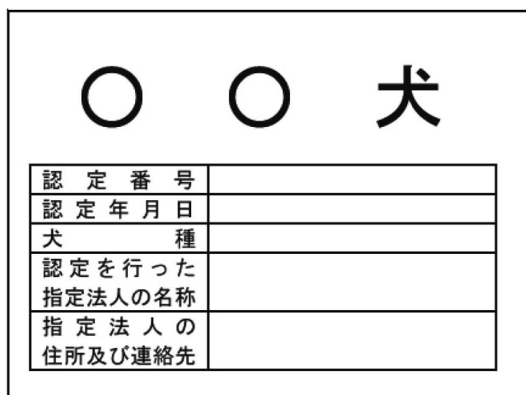 ○○犬
認定番号
認定年月日
犬種
認定を行った
指定法人の名称
指定法人の
住所及び連絡先